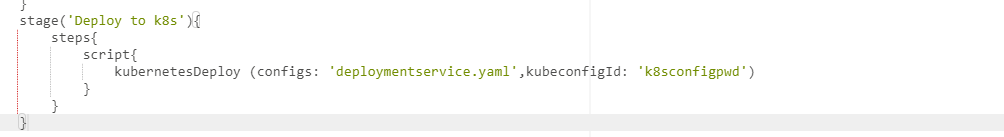 }
stage('Deploy to k8s'){
    steps{
        script{
            kubernetesDeploy (configs: 'deploymentservice.yaml',kubeconfigId: 'k8sconfigpwd')
        }
    }
}